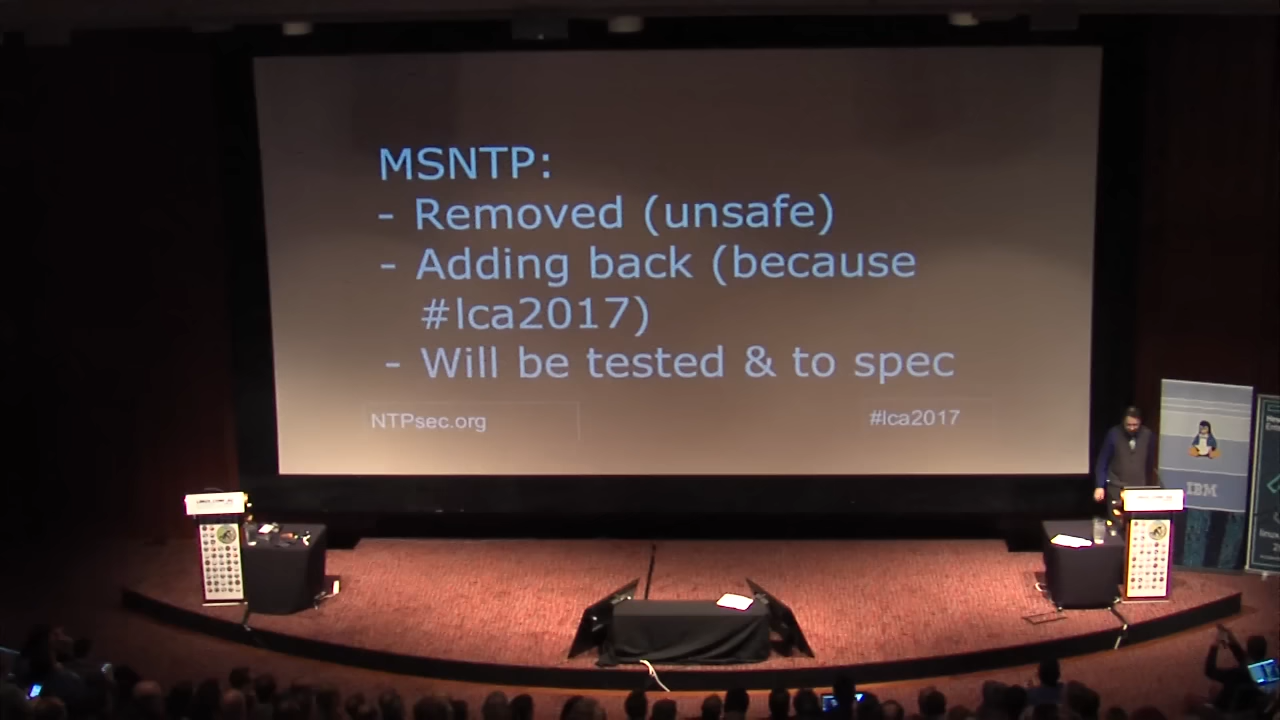 MSNTP:
- Removed (unsafe)
- Adding back (because
#lca2017)
- Will be tested & to spec
NTPsec.org
#lca2017
IBM